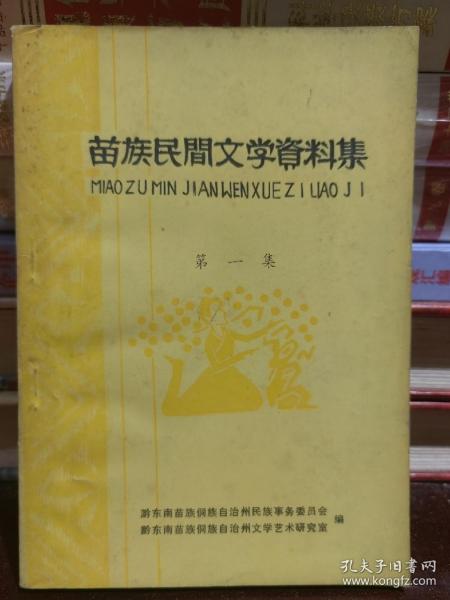 苗族民間文学資料集
MIAO ZU MIN JIAN WEN XUE ZI LIAO JI
第一集
黔东南苗族侗族自治州民族事务委员会
黔东南苗族侗族自治州文学艺术研究室
编
孔夫子旧书网
www.kongfz.com